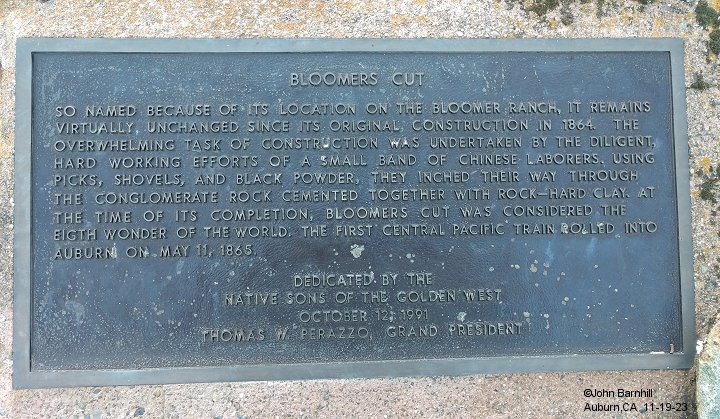 BLOOMERS CUT
SO NAMED BECAUSE OF ITS LOCATION ON THE BLOOMER RANCH, IT REMAINS
VIRTUALLY, UNCHANGED SINCE ITS ORIGINAL CONSTRUCTION IN 1864. THE
OVERWHELMING TASK OF CONSTRUCTION WAS UNDERTAKEN BY THE DILIGENT,
HARD WORKING EFFORTS OF A SMALL BAND OF CHINESE LABORERS. USING
PICKS, SHOVELS, AND BLACK POWDER, THEY INCHED THEIR WAY THROUGH
THE CONGLOMERATE ROCK CEMENTED TOGETHER WITH ROCK-HARD CLAY. AT
THE TIME OF ITS COMPLETION, BLOOMERS CUT WAS CONSIDERED THE
EIGTH WONDER OF THE WORLD. THE FIRST CENTRAL PACIFIC TRAIN ROLLED INTO
AUBURN ON MAY 11, 1865.
DEDICATED BY THE
NATIVE SONS OF THE GOLDEN WEST
OCTOBER 12, 1991
THOMAS W. PERAZZO, GRAND PRESIDENT
©John Barnhill
Auburn,CA 11-19-23